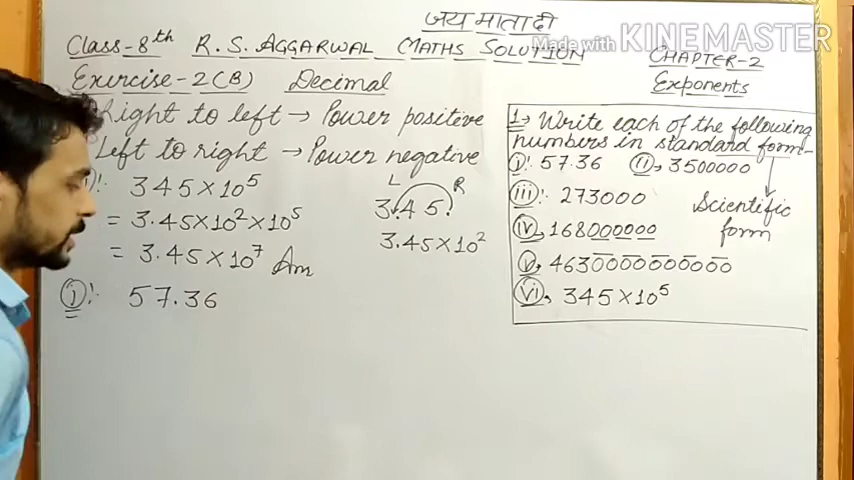 जय माता दी
Made with KINEMASTER
Class-8th R.S. AGGARWAL MATHS SOLUTION
CHAPTER-2
Exercise-2(B) Decimal
Exponents
Right to left → Power positive
Left to right → Power negative
345×10⁵
= 3.45×10²×10⁵
= 3.45×10⁷ Ans
L R
3.45.
3.45×10²
(i) 57.36
1→ Write each of the following
numbers in standard form-
(i) 57.36 (ii) 3500000
(iii) 273000
Scientific
form
(iv) 168000000
(v) 4630000000000
(vi) 345×10⁵